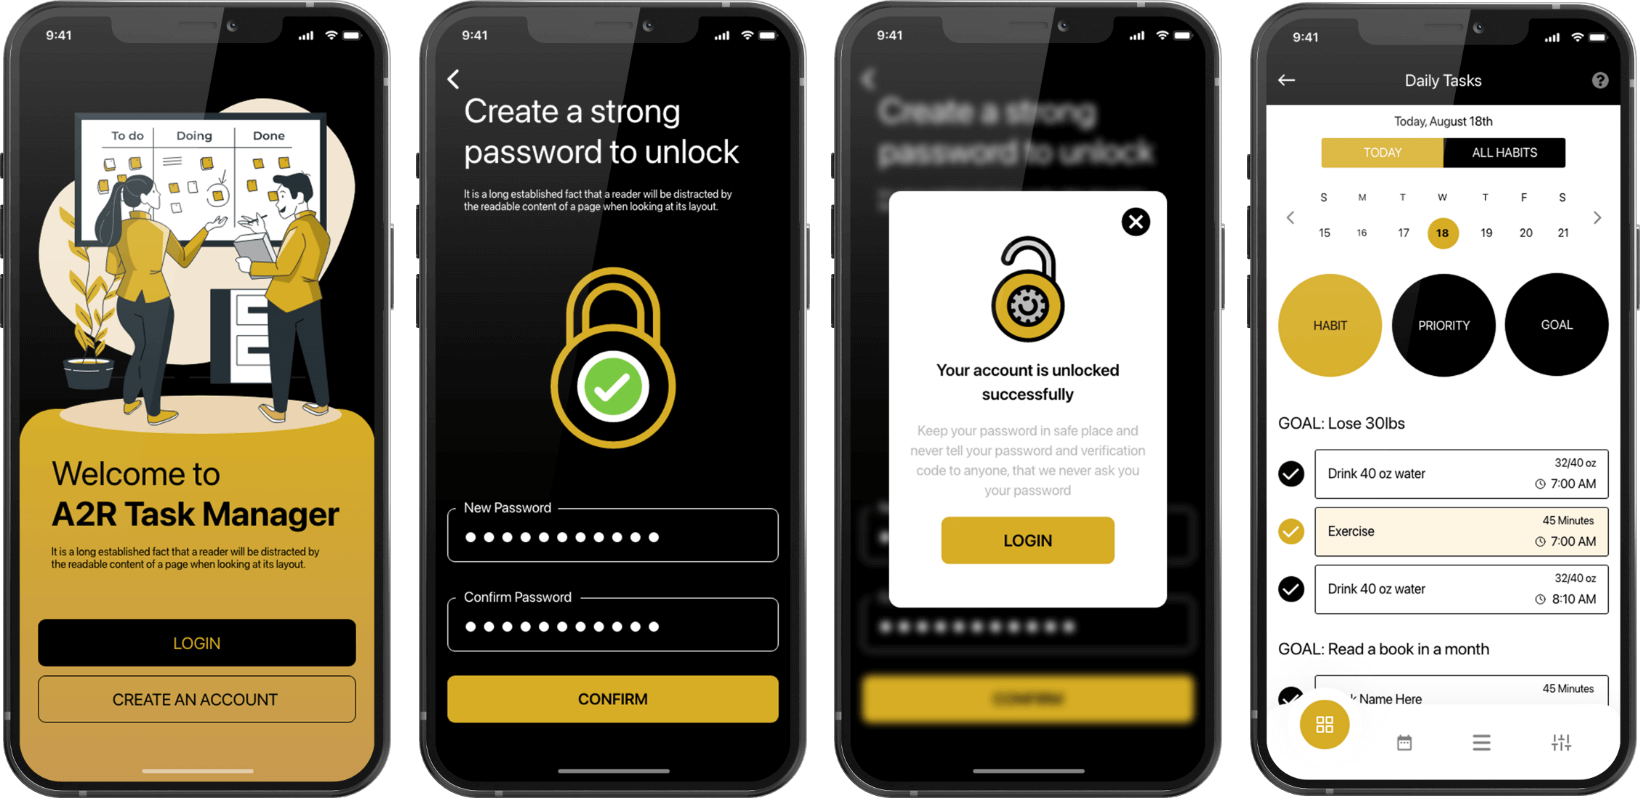 9:41
To do
Doing
Done
Welcome to
A2R Task Manager
It is a long established fact that a reader will be distracted by
the readable content of a page when looking at its layout.
LOGIN
CREATE AN ACCOUNT
9:41
Create a strong
password to unlock
It is a long established fact that a reader will be distracted by
the readable content of a page when looking at its layout.
New Password
Confirm Password
CONFIRM
9:41
Create a strong
password to unlock
Your account is unlocked
successfully
Keep your password in safe place and
never tell your password and verification
code to anyone, that we never ask you
your password
LOGIN
CONFIRM
9:41
Daily Tasks
?
Today, August 18th
TODAY
ALL HABITS
S M T W T F S
15 16 17 18 19 20 21
HABIT
PRIORITY
GOAL
GOAL: Lose 30lbs
32/40 oz
Drink 40 oz water
7:00 AM
45 Minutes
Exercise
7:00 AM
32/40 oz
Drink 40 oz water
8:10 AM
GOAL: Read a book in a month
45 Minutes
Name Here